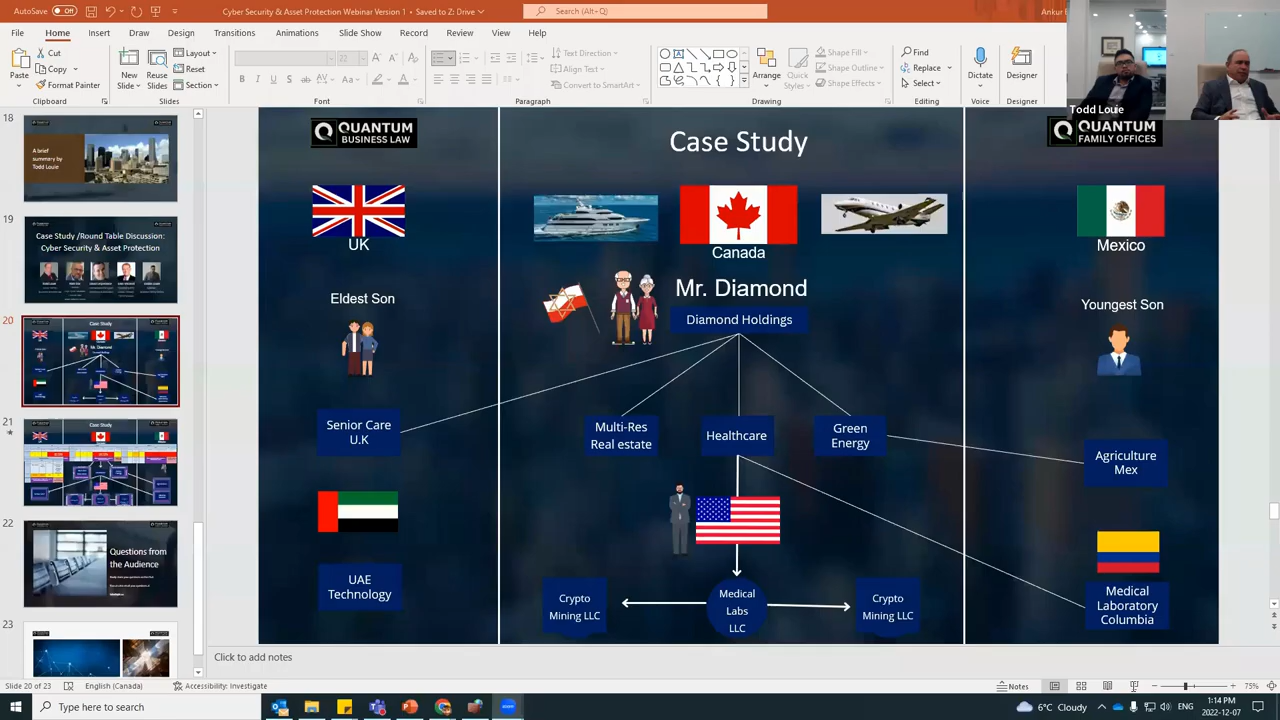 AutoSave
Off
Cyber Security & Asset Protection Webinar Version 1 • Saved to Z: Drive
Search (Alt+Q)
File
Home
Insert
Draw
Design
Transitions
Animations
Slide Show
Record
Review
View
Help
Paste
Cut
Copy
Format Painter
Clipboard
New
Slide
Reuse
Slides
Layout
Reset
Section
Slides
22
Font
Text Direction
Align Text
Convert to SmartArt
Paragraph
Arrange
Quick
Styles
Shape Fill
Shape Outline
Shape Effects
Drawing
Find
Replace
Select
Editing
Dictate
Voice
Designer
Designer
Todd Louie
18
A brief
summary by
Todd Louie
19
Case Study /Round Table Discussion:
Cyber Security & Asset Protection
20
Case Study
Mr. Diamond
21
Case Study
22
Questions from
the Audience
23
QUANTUM
BUSINESS LAW
UK
Eldest Son
Senior Care
U.K
UAE
Technology
Case Study
Canada
Mr. Diamond
Diamond Holdings
Multi-Res
Real estate
Healthcare
Green
Energy
Crypto
Mining LLC
Medical
Labs
LLC
Crypto
Mining LLC
QUANTUM
FAMILY OFFICES
Mexico
Youngest Son
Agriculture
Mex
Medical
Laboratory
Columbia
Click to add notes
Slide 20 of 23
English (Canada)
Accessibility: Investigate
Notes
75%
Type here to search
6°C Cloudy
ENG
1:14 PM
2022-12-07